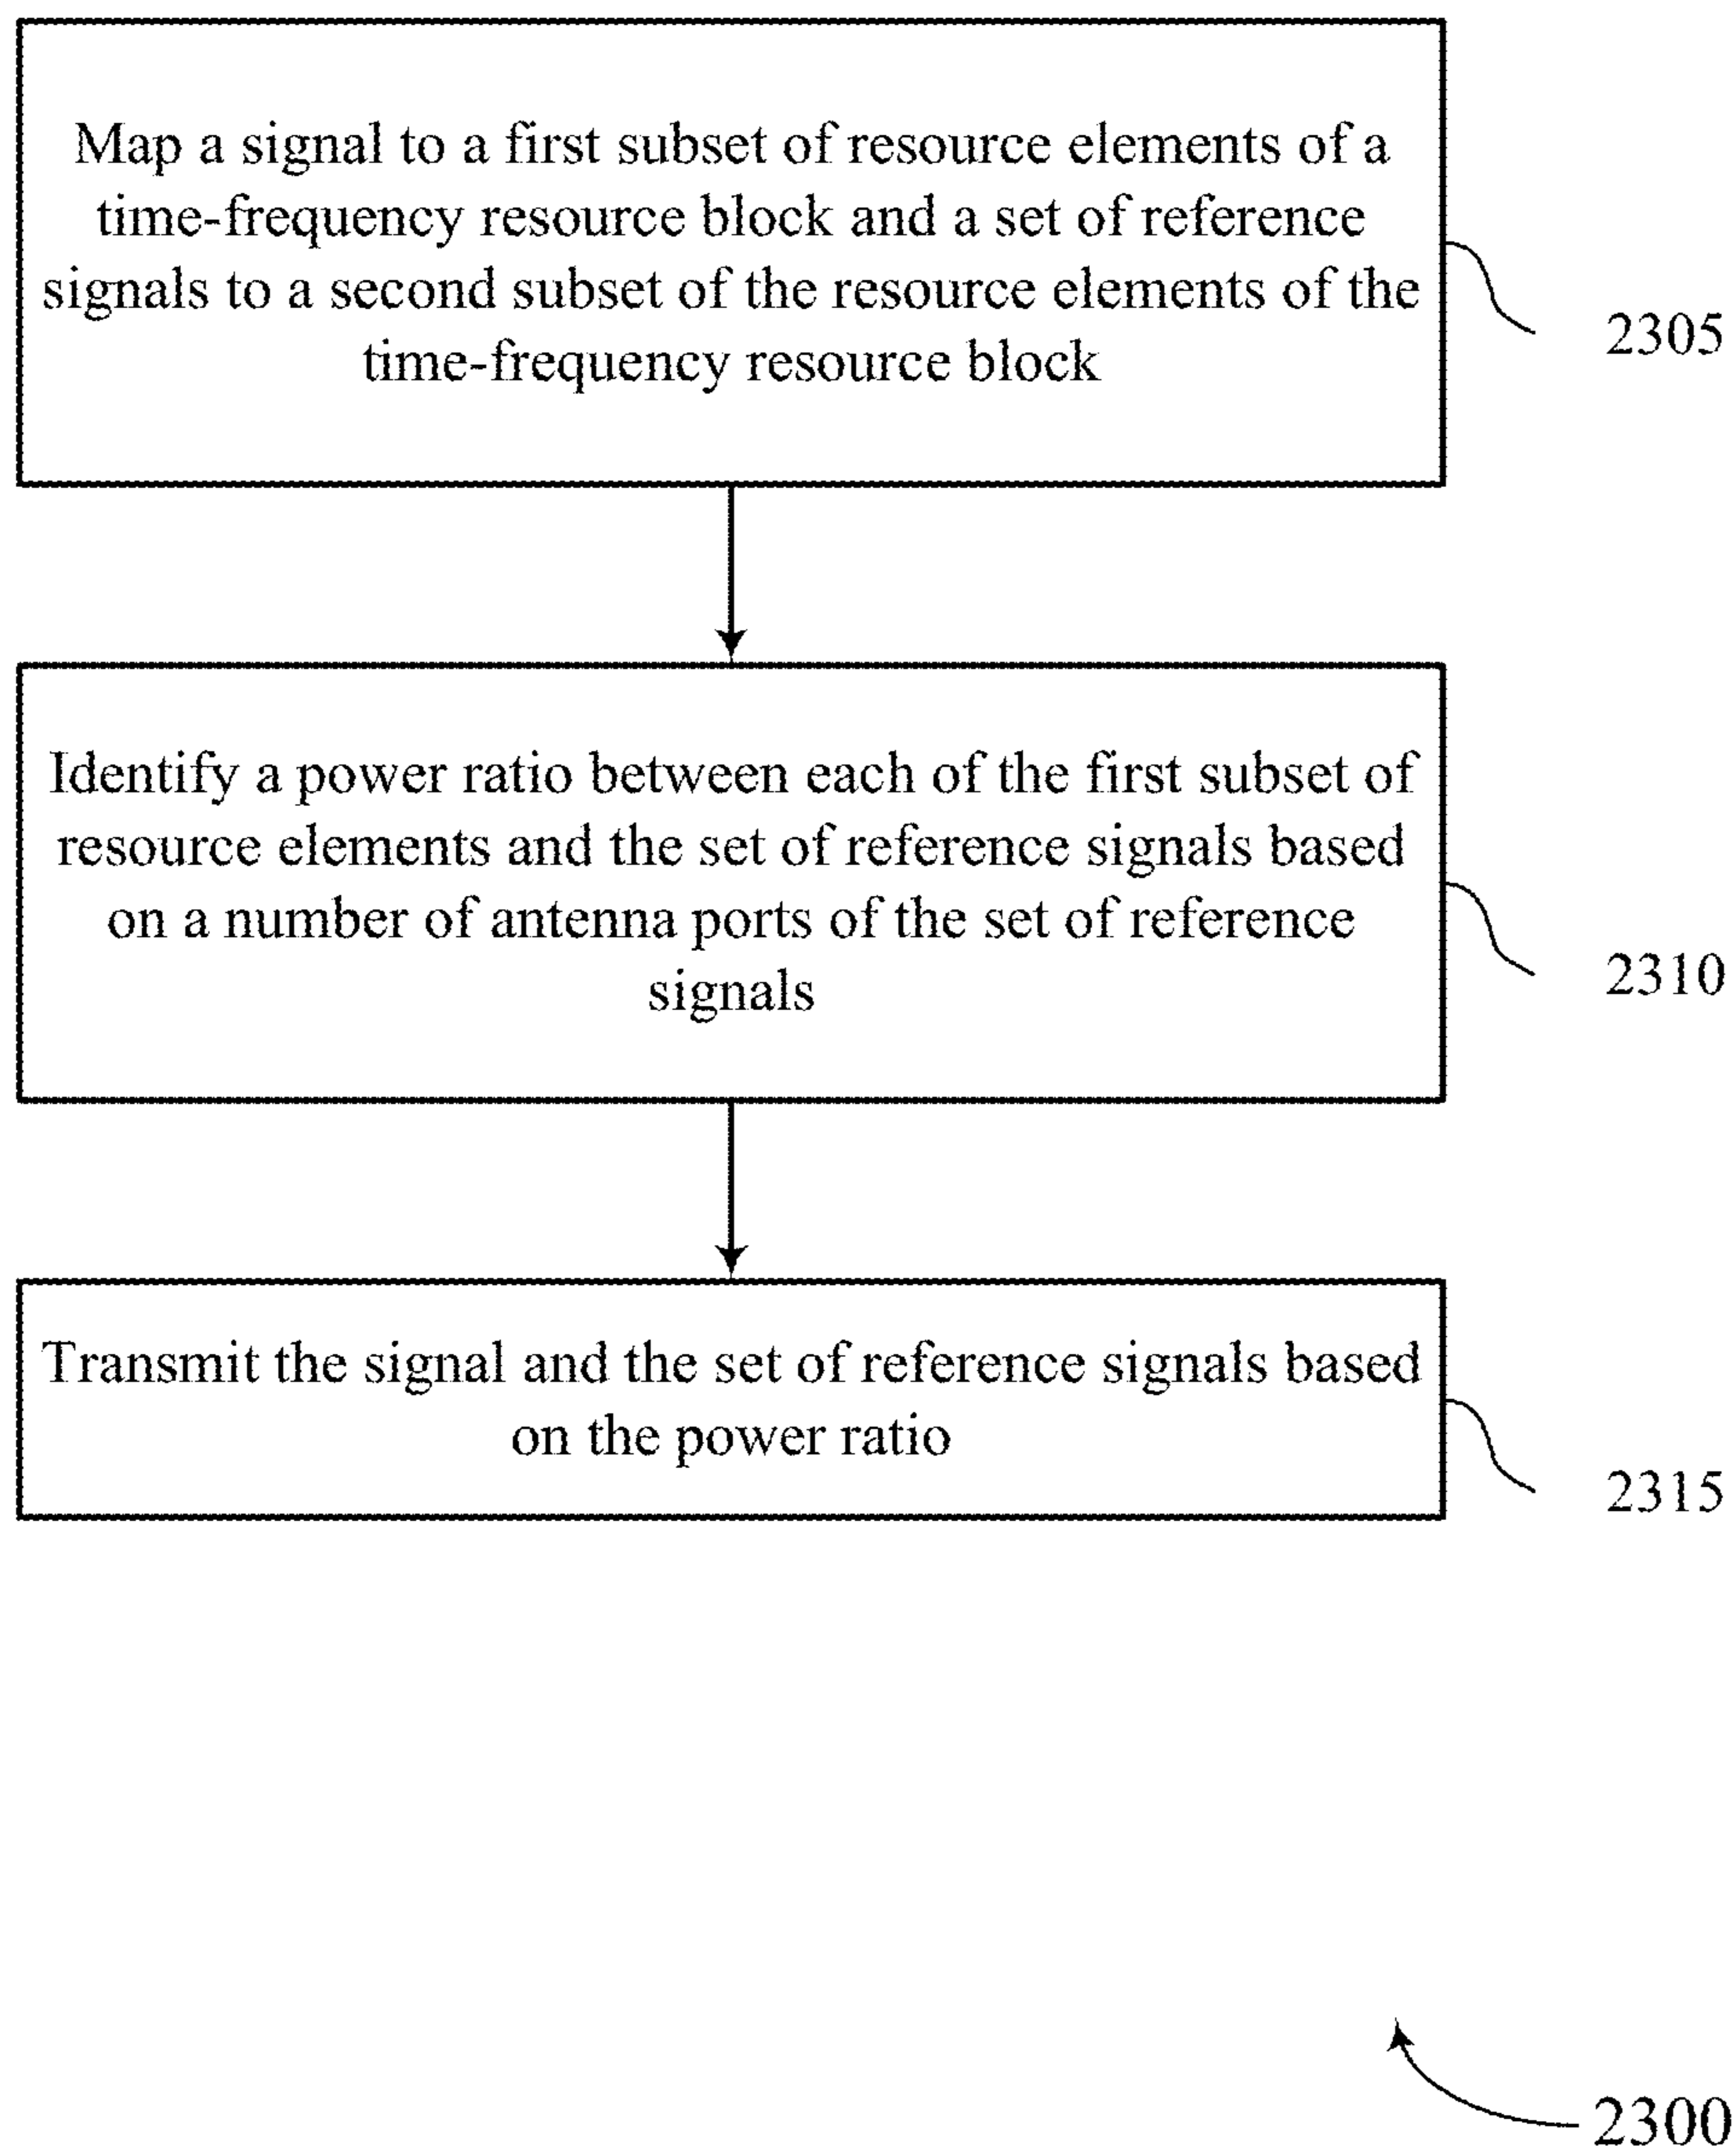 Map a signal to a first subset of resource elements of a
time-frequency resource block and a set of reference
signals to a second subset of the resource elements of the
time-frequency resource block
2305
Identify a power ratio between each of the first subset of
resource elements and the set of reference signals based
on a number of antenna ports of the set of reference
signals
2310
Transmit the signal and the set of reference signals based
on the power ratio
2315
2300